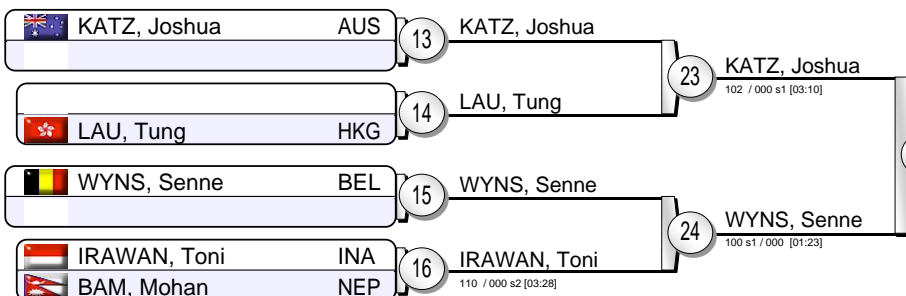 KATZ, Joshua AUS
13
KATZ, Joshua
23
KATZ, Joshua
102 / 000 s1 [03:10]
14
LAU, Tung
LAU, Tung HKG
WYNS, Senne BEL
15
WYNS, Senne
24
WYNS, Senne
100 s1 / 000 [01:23]
IRAWAN, Toni INA
16
IRAWAN, Toni
110 / 000 s2 [03:28]
BAM, Mohan NEP